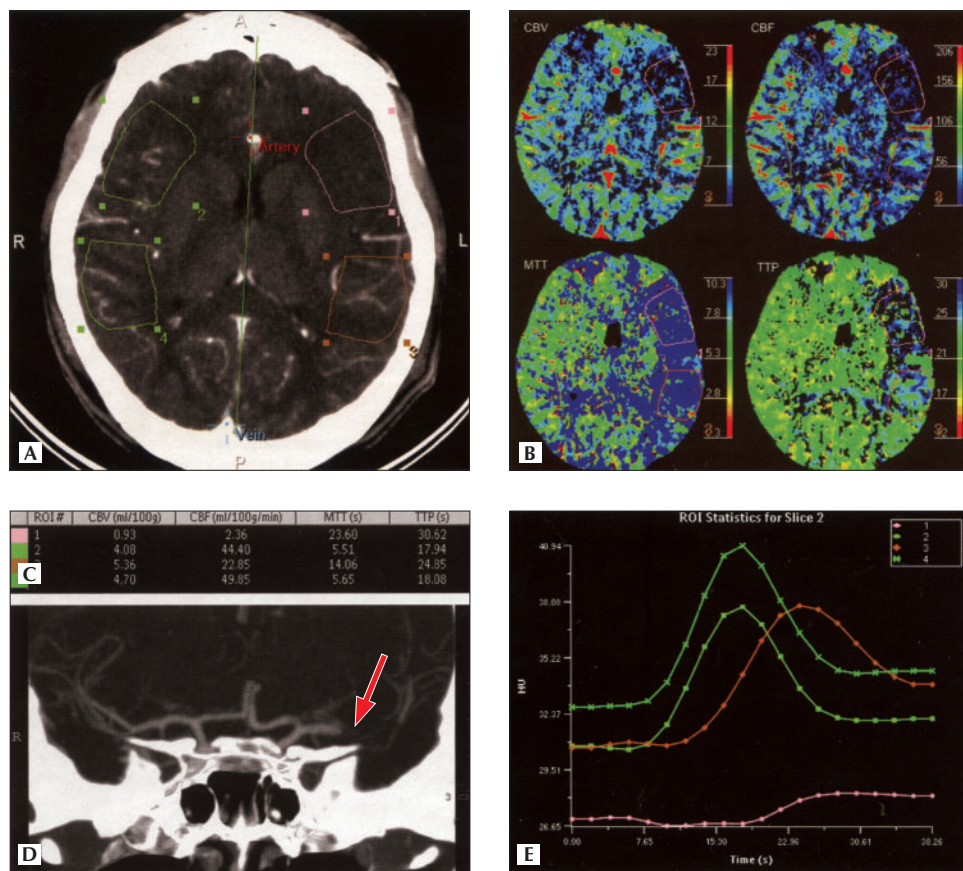 A
Artery
2
1
R
L
4
3
Vein
P
A
CBV
23
17
12
7
CBF
206
156
106
56
MTT
10.3
7.8
5.3
2.8
TTP
30
25
21
17
B
ROI # CBV (ml/100g) CBF (ml/100g/min) MTT (s) TTP (s)
1 0.93 2.36 23.60 30.62
2 4.08 44.40 5.51 17.94
5.36 22.85 14.06 24.85
4.70 49.85 5.65 18.08
C
R
3
D
ROI Statistics for Slice 2
40.94
38.08
35.22
32.37
29.51
26.65
HU
0.00 7.65 15.30 22.96 30.61 38.26
Time (s)
1
2
3
4
E